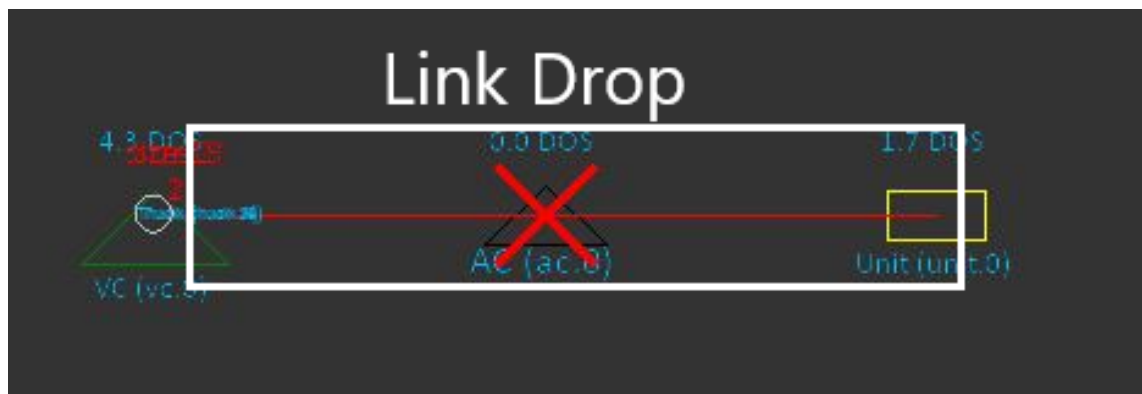 Link Drop
4.3 DOS
0.0 DOS
1.7 DOS
2
AC (ac.0)
Unit (unit.0)
VC (vc.0)